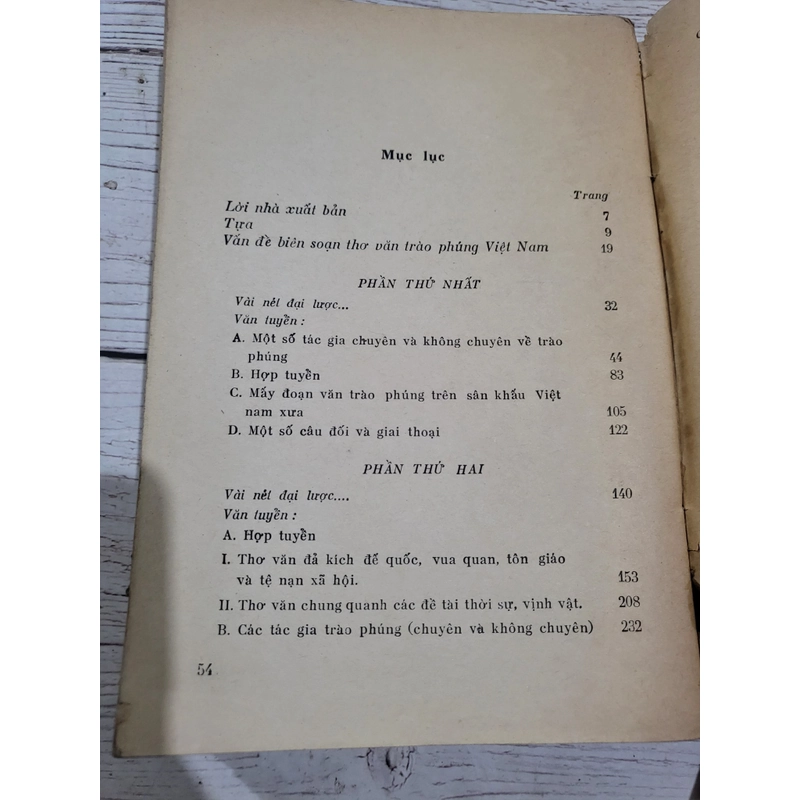 Mục lục
Trang
Lời nhà xuất bản 7
Tựa 9
Vấn đề biên soạn thơ văn trào phúng Việt Nam 19
PHẦN THỨ NHẤT
Vài nét đại lược... 32
Văn tuyển :
A. Một số tác gia chuyên và không chuyên về trào
phúng 44
B. Hợp tuyển 83
C. Mấy đoạn văn trào phúng trên sân khấu Việt
nam xưa 105
D. Một số câu đối và giai thoại 122
PHẦN THỨ HAI
Vài nét đại lược.... 140
Văn tuyển :
A. Hợp tuyển
I. Thơ văn đả kích đế quốc, vua quan, tôn giáo
và tệ nạn xã hội. 153
II. Thơ văn chung quanh các đề tài thời sự, vịnh vật. 208
B. Các tác gia trào phúng (chuyên và không chuyên) 232
54